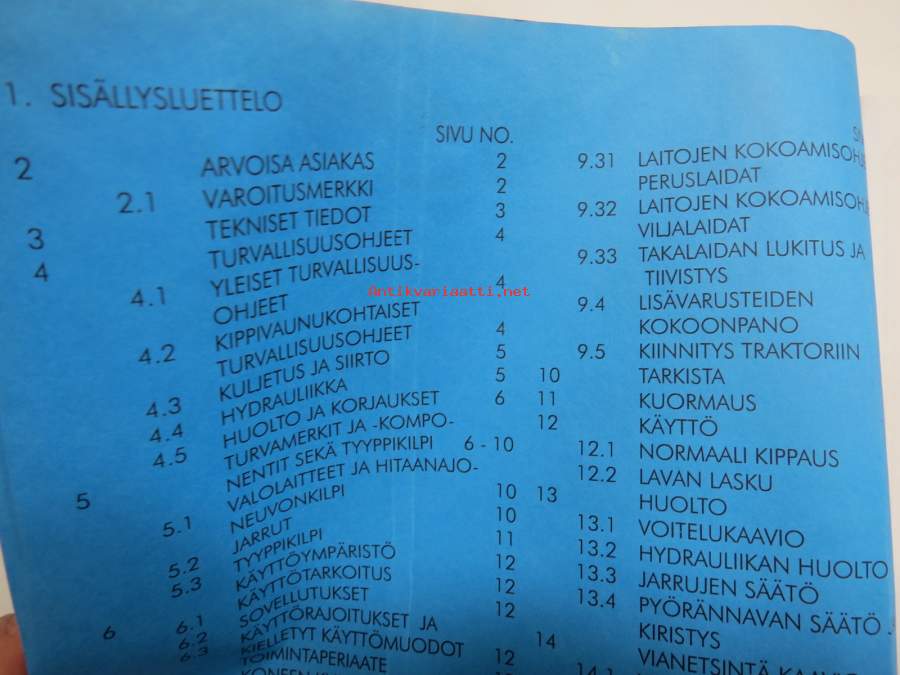 1. SISÄLLYSLUETTELO
SIVU NO.
2 ARVOISA ASIAKAS 2
2.1 VAROITUSMERKKI 2
3 TEKNISET TIEDOT 3
4 TURVALLISUUSOHJEET 4
4.1 YLEISET TURVALLISUUS-
OHJEET 4
4.2 KIPPIVAUNUKOHTAISET
TURVALLISUUSOHJEET 4
4.3 KULJETUS JA SIIRTO 5
4.4 HYDRAULIIKKA 5
4.5 HUOLTO JA KORJAUKSET 6
5 TURVAMERKIT JA -KOMPO-
NENTIT SEKÄ TYYPPIKILPI 6 - 10
5.1 VALOLAITTEET JA HITAANAJO-
NEUVONKILPI 10
5.2 JARRUT 10
5.3 TYYPPIKILPI 11
6 KÄYTTÖYMPÄRISTÖ 12
6.1 KÄYTTÖTARKOITUS 12
6.2 SOVELLUTUKSET 12
6.3 KÄYTTÖRAJOITUKSET JA
KIELLETYT KÄYTTÖMUODOT 12
TOIMINTAPERIAATE
9.31 LAITOJEN KOKOAMISOHJ
PERUSLAIDAT
9.32 LAITOJEN KOKOAMISOHJ
VILJALAIDAT
9.33 TAKALAIDAN LUKITUS JA
TIIVISTYS
9.4 LISÄVARUSTEIDEN
KOKOONPANO
9.5 KIINNITYS TRAKTORIIN
10 TARKISTA
11 KUORMAUS
12 KÄYTTÖ
12.1 NORMAALI KIPPAUS
12.2 LAVAN LASKU
13 HUOLTO
13.1 VOITELUKAAVIO
13.2 HYDRAULIIKAN HUOLTO
13.3 JARRUJEN SÄÄTÖ
13.4 PYÖRÄNNAVAN SÄÄTÖ -
KIRISTYS
14 VIANETSINTÄ
Antikvariaatti.net